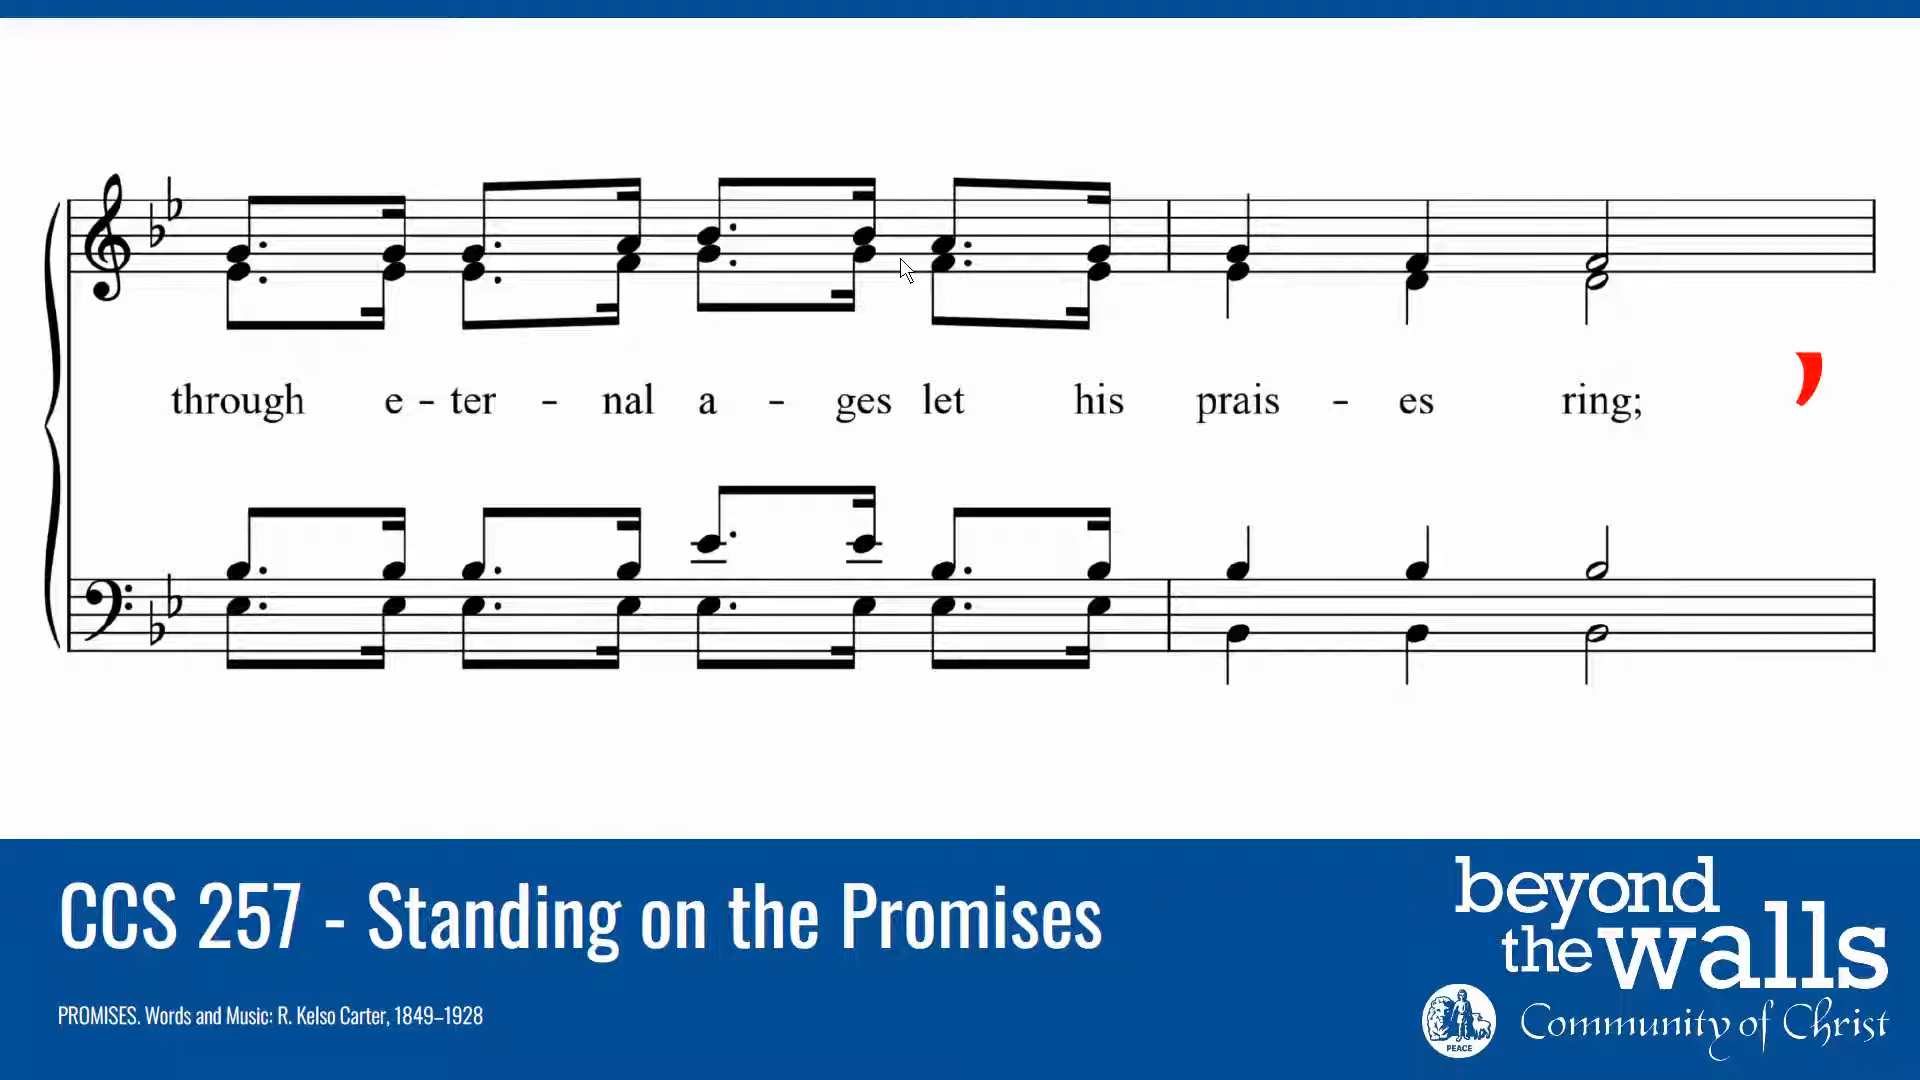 through e - ter - nal a - ges let his prais - es ring;
CCS 257 - Standing on the Promises
PROMISES. Words and Music: R. Kelso Carter, 1849–1928
beyond
the walls
Community of Christ
PEACE